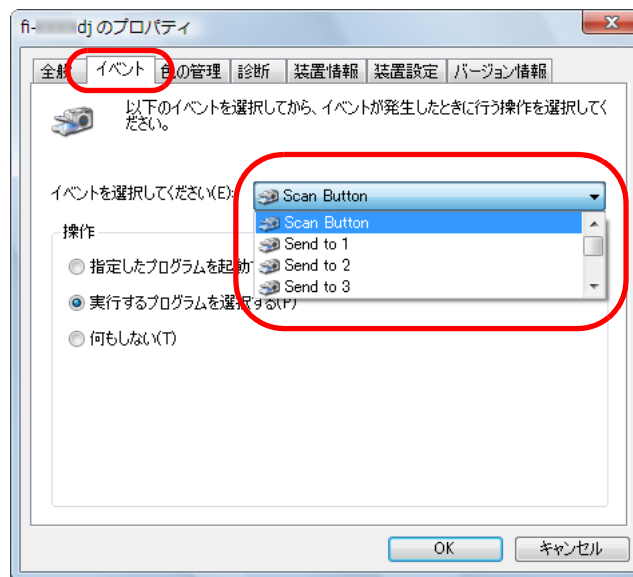 fi- dj のプロパティ
全般 イベント 色の管理 診断 装置情報 装置設定 バージョン情報
以下のイベントを選択してから、イベントが発生したときに行う操作を選択してく
ださい。
イベントを選択してください(E): Scan Button
Scan Button
Send to 1
Send to 2
Send to 3
操作
指定したプログラムを起動
実行するプログラムを選択する(P)
何もしない(T)
OK キャンセル